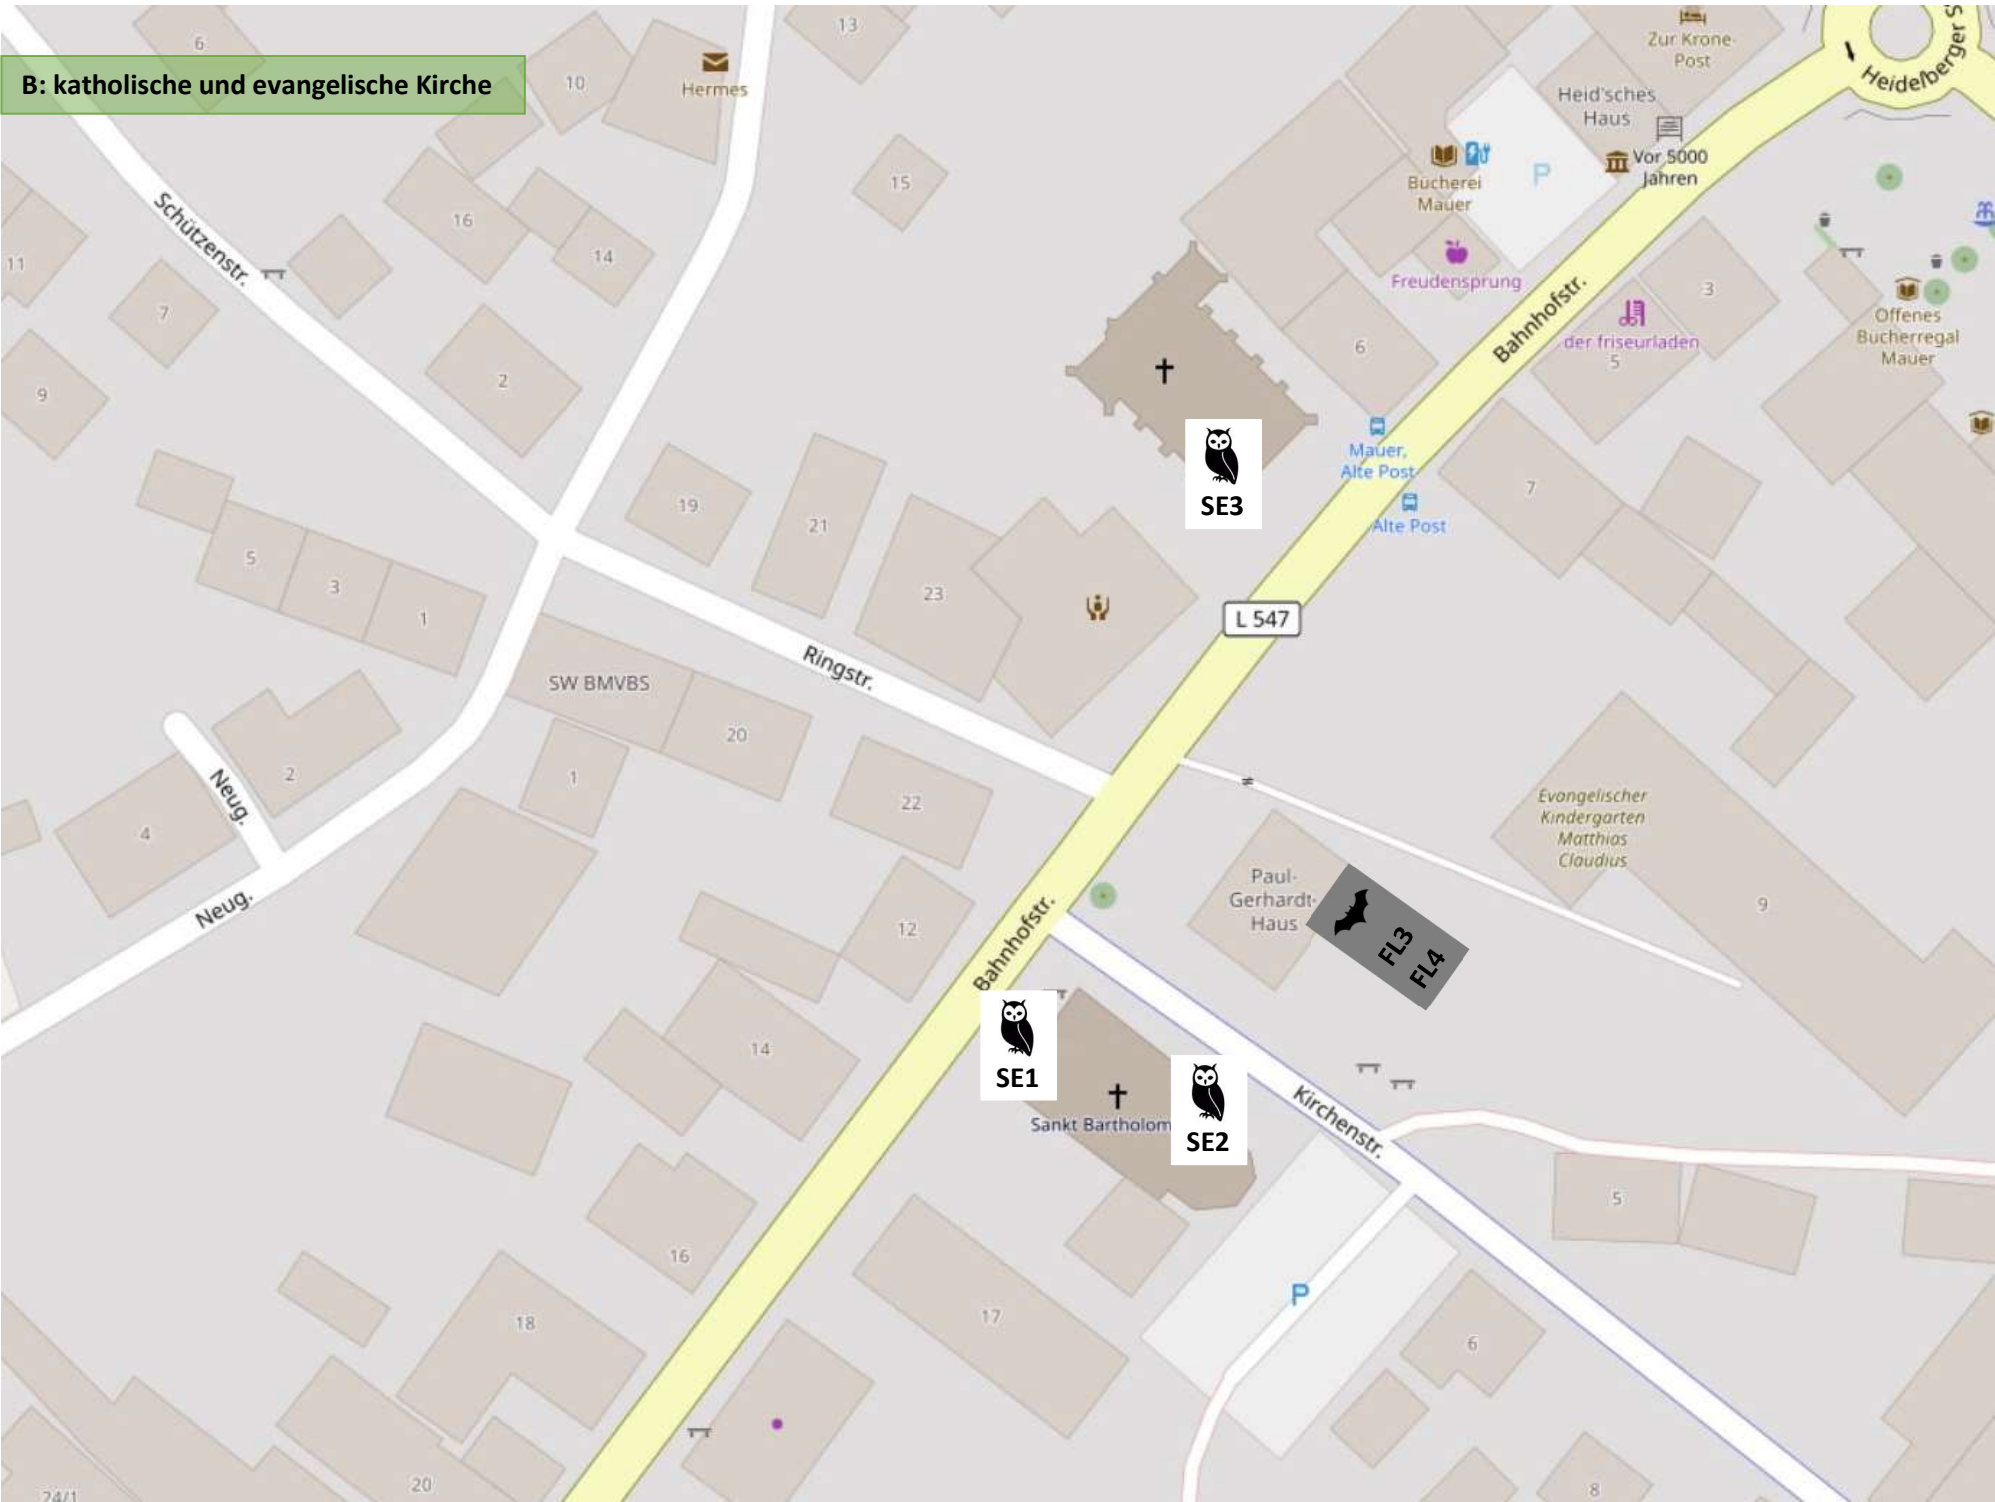 6
B: katholische und evangelische Kirche
10
Hermes
13
Zur Krone-
Post
Heidelberger S
Heid'sches
Haus
Vor 5000
Jahren
Bücherei
Mauer
P
15
16
14
Schützenstr.
11
7
Freudensprung
Bahnhofstr.
3
der friseurladen
5
Offenes
Bücherregal
Mauer
6
2
9
Mauer,
Alte Post
SE3
7
Alte Post
19
21
5
3
1
23
L 547
Ringstr.
SW BMVBS
20
2
Neug.
1
22
4
Evangelischer
Kindergarten
Matthias
Claudius
Paul-
Gerhardt-
Haus
9
Neug.
12
Bahnhofstr.
FL3
FL4
14
SE1
Sankt Bartholom
SE2
Kirchenstr.
5
16
P
17
18
6
20
24/1
8